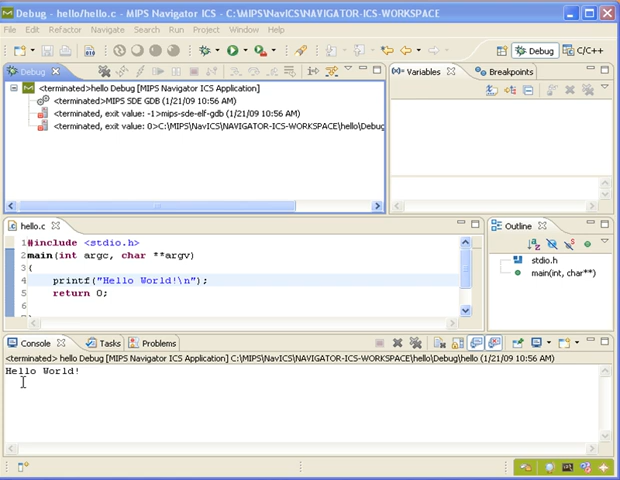 Debug - hello/hello.c - MIPS Navigator ICS - C:\MIPS\NavICS\NAVIGATOR-ICS-WORKSPACE
File Edit Refactor Navigate Search Run Project Window Help
Debug C/C++
Debug
<terminated>hello Debug [MIPS Navigator ICS Application]
<terminated>MIPS SDE GDB (1/21/09 10:56 AM)
<terminated, exit value: -1>mips-sde-elf-gdb (1/21/09 10:56 AM)
<terminated, exit value: 0>C:\MIPS\NavICS\NAVIGATOR-ICS-WORKSPACE\hello\Debug
Variables Breakpoints
hello.c
1#include <stdio.h>
2main(int argc, char **argv)
3{
4 printf("Hello World!\n");
5 return 0;
6
Outline
stdio.h
main(int, char**)
Console Tasks Problems
<terminated> hello Debug [MIPS Navigator ICS Application] C:\MIPS\NavICS\NAVIGATOR-ICS-WORKSPACE\hello\Debug\hello (1/21/09 10:56 AM)
Hello World!